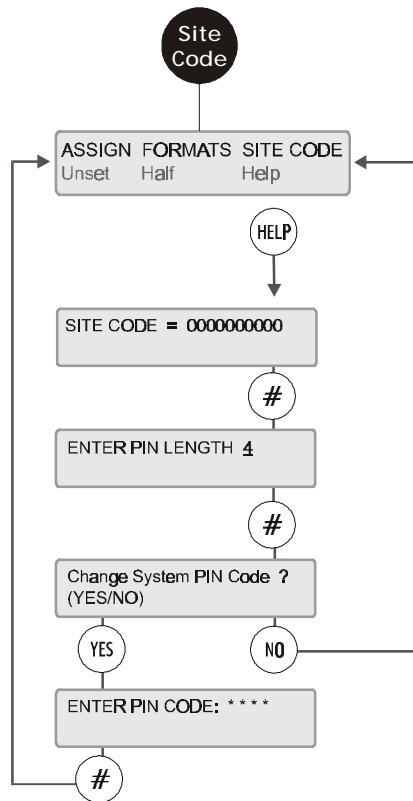 Site
Code
ASSIGN FORMATS SITE CODE
Unset Half Help
HELP
SITE CODE = 0000000000
#
ENTER PIN LENGTH 4
#
Change System PIN Code ?
(YES/NO)
YES NO
ENTER PIN CODE: * * * *
#